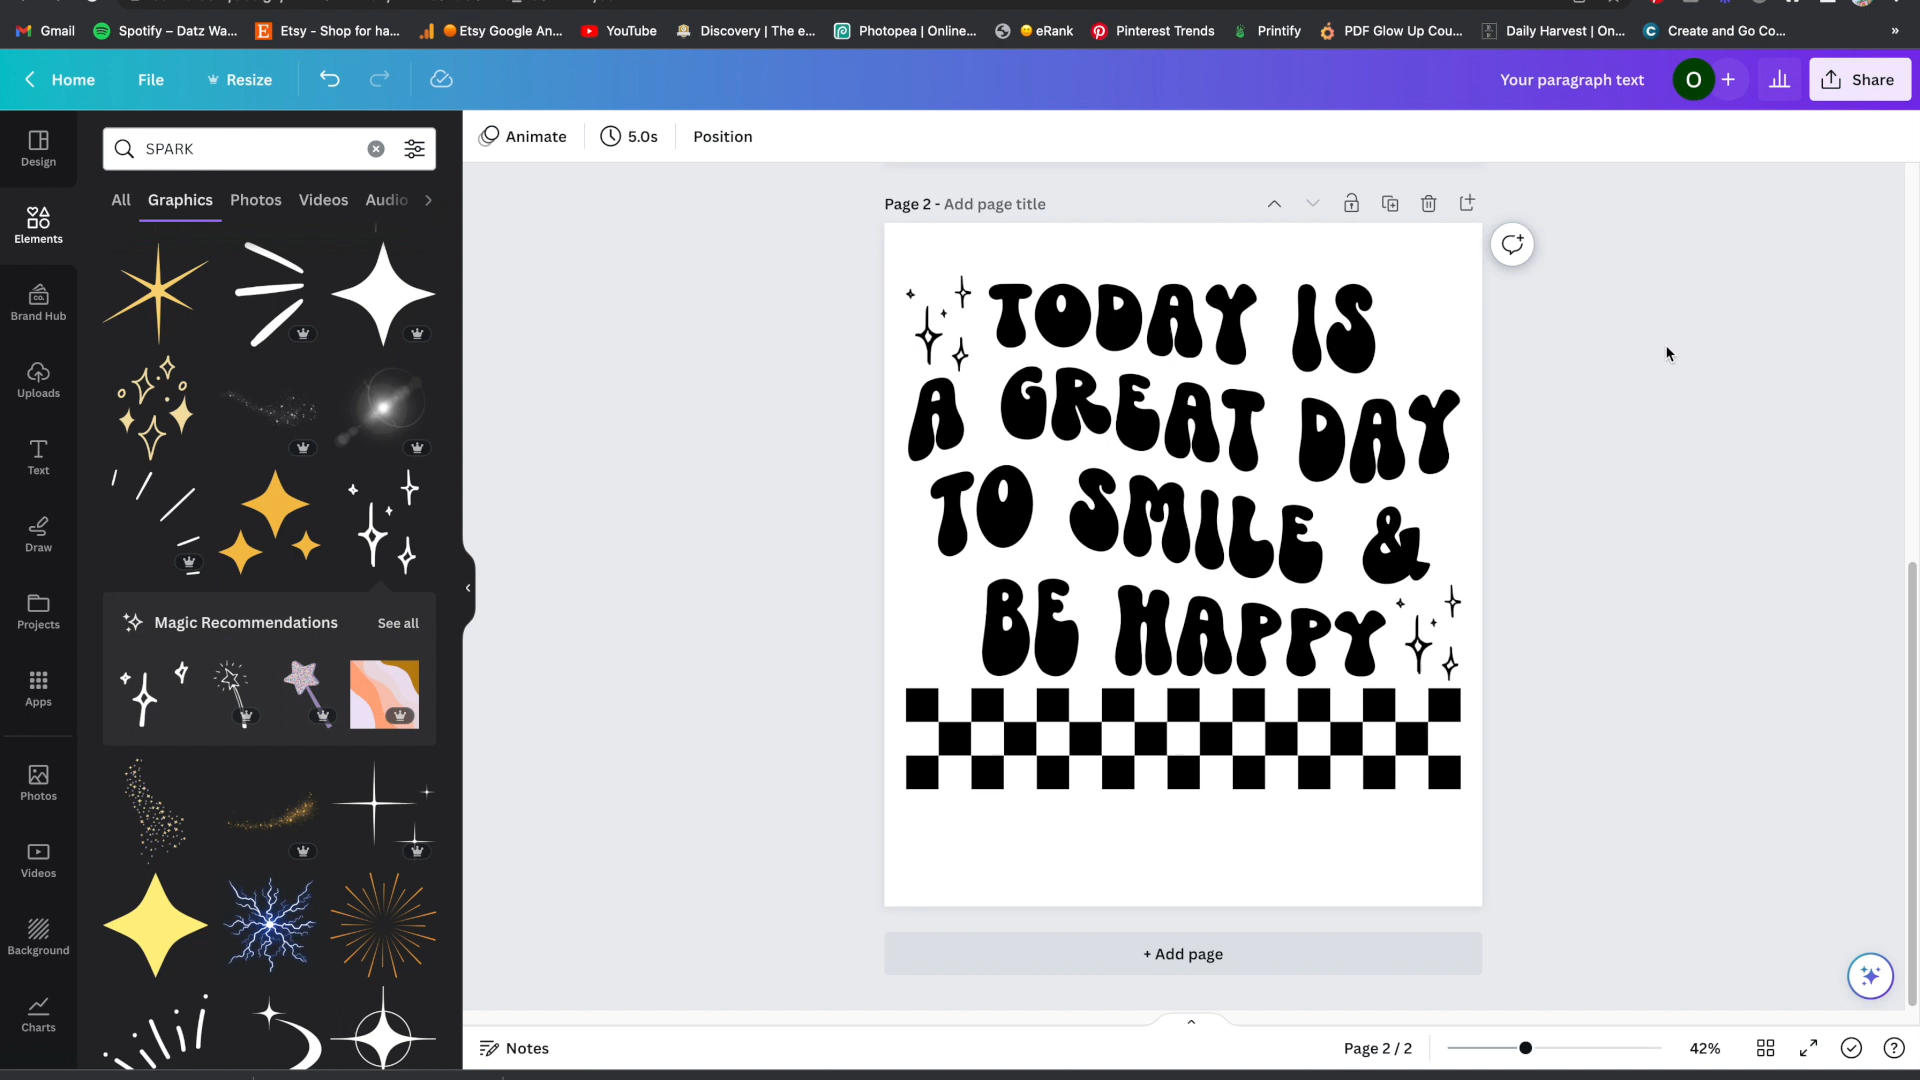 Gmail
Spotify – Datz Wa...
Etsy - Shop for ha...
Etsy Google An...
YouTube
Discovery | The e...
Photopea | Online...
eRank
Pinterest Trends
Printify
PDF Glow Up Cou...
Daily Harvest | On...
Create and Go Co...
»
Home
File
Resize
Your paragraph text
O
+
Share
Design
Elements
Brand Hub
Uploads
Text
Draw
Projects
Apps
Photos
Videos
Background
Charts
SPARK
All
Graphics
Photos
Videos
Audio
Magic Recommendations
See all
Animate
5.0s
Position
Page 2 - Add page title
TODAY IS
A GREAT DAY
TO SMILE &
BE HAPPY
+ Add page
Notes
Page 2 / 2
42%